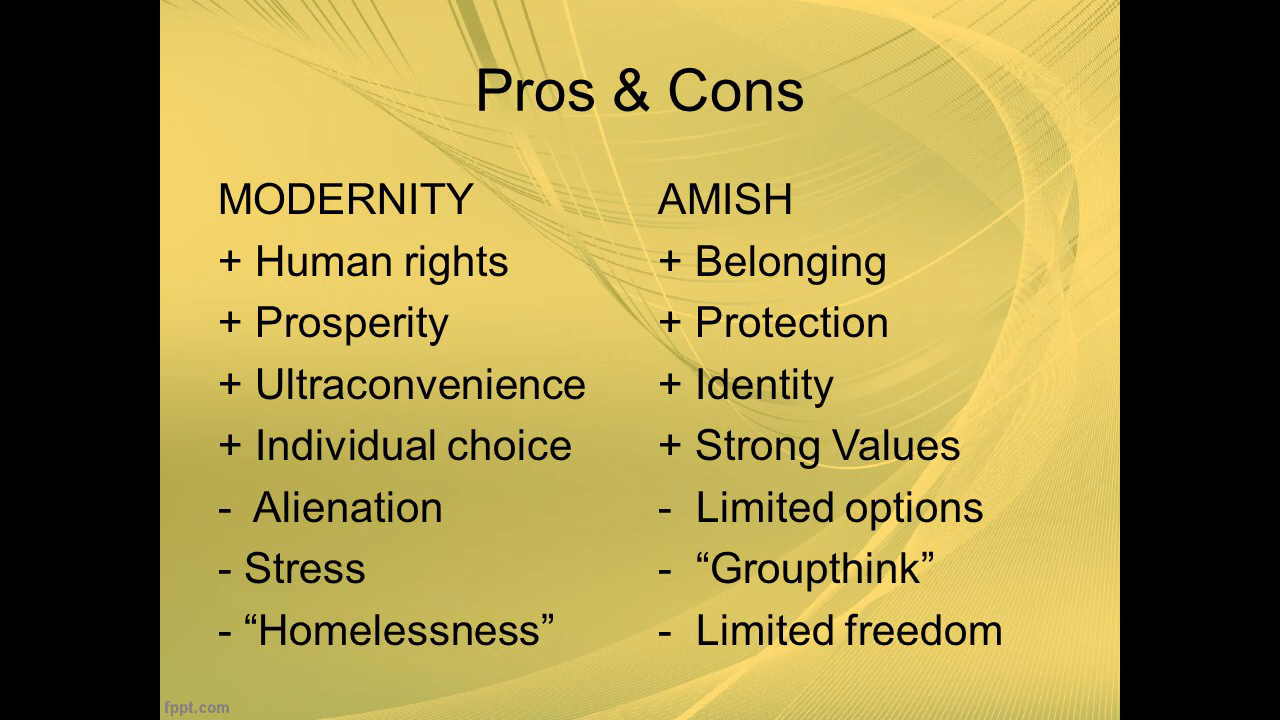 Pros & Cons
MODERNITY
+ Human rights
+ Prosperity
+ Ultraconvenience
+ Individual choice
-  Alienation
- Stress
- “Homelessness”
AMISH
+ Belonging
+ Protection
+ Identity
+ Strong Values
-  Limited options
-  “Groupthink”
-  Limited freedom
fppt.com